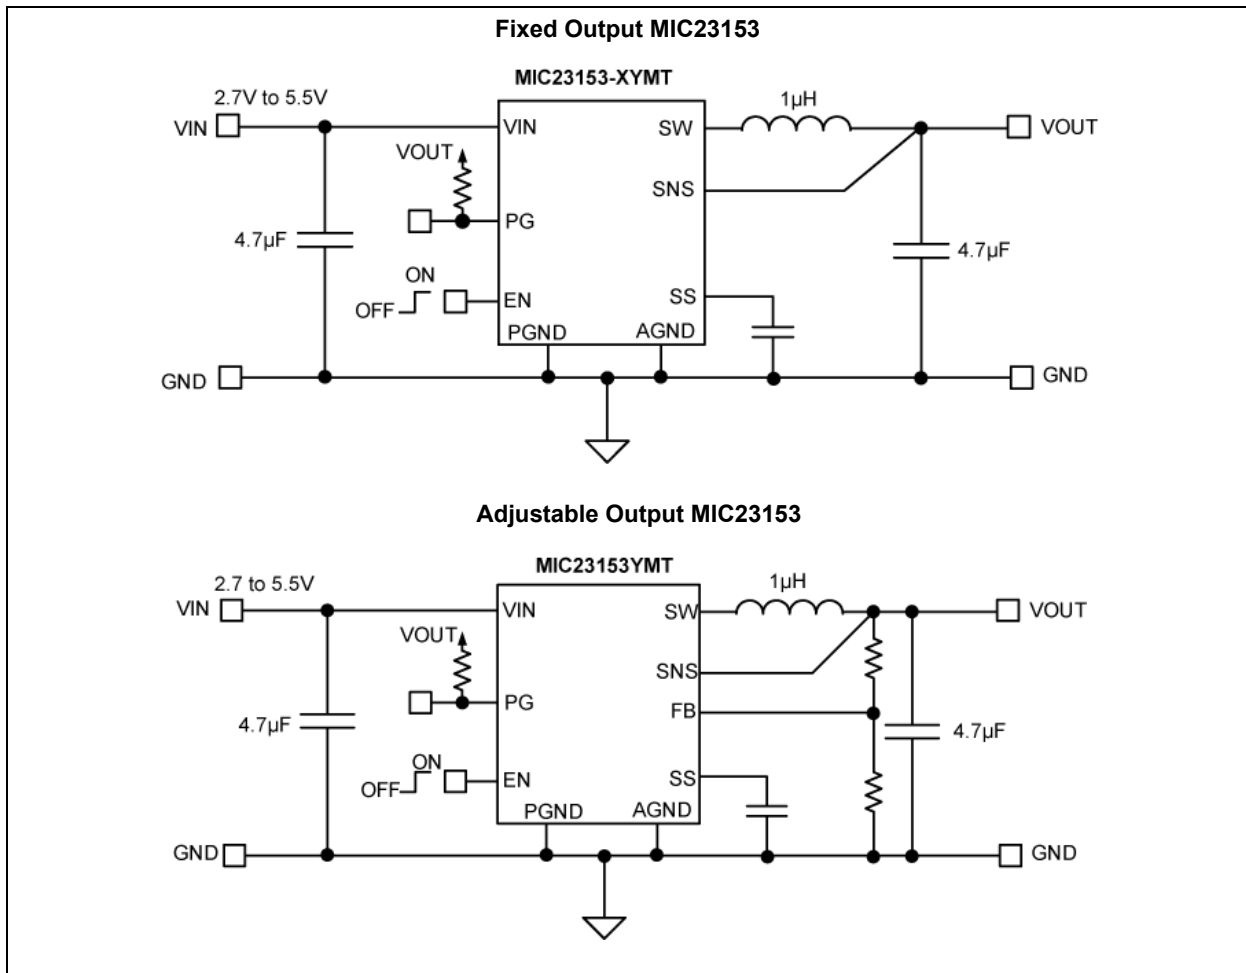 Fixed Output MIC23153
MIC23153-XYMT
2.7V to 5.5V
1µH
VIN
VIN
SW
VOUT
VOUT
SNS
PG
4.7µF
4.7µF
ON
OFF
EN
SS
PGND
AGND
GND
GND
Adjustable Output MIC23153
MIC23153YMT
2.7 to 5.5V
1µH
VIN
VIN
SW
VOUT
VOUT
SNS
PG
FB
4.7µF
4.7µF
ON
OFF
EN
SS
PGND
AGND
GND
GND